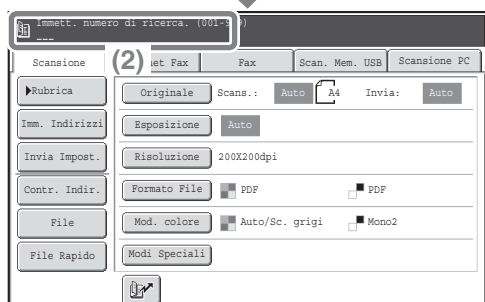 Immett. numero di ricerca. (001-999)
---
Scansione
(2)
net Fax
Fax
Scan. Mem. USB
Scansione PC
Rubrica
Originale Scans.: Auto A4 Invia: Auto
Imm. Indirizzi
Esposizione Auto
Invia Impost.
Risoluzione 200X200dpi
Contr. Indir.
Formato File PDF PDF
File
Mod. colore Auto/Sc. grigi Mono2
File Rapido
Modi Speciali